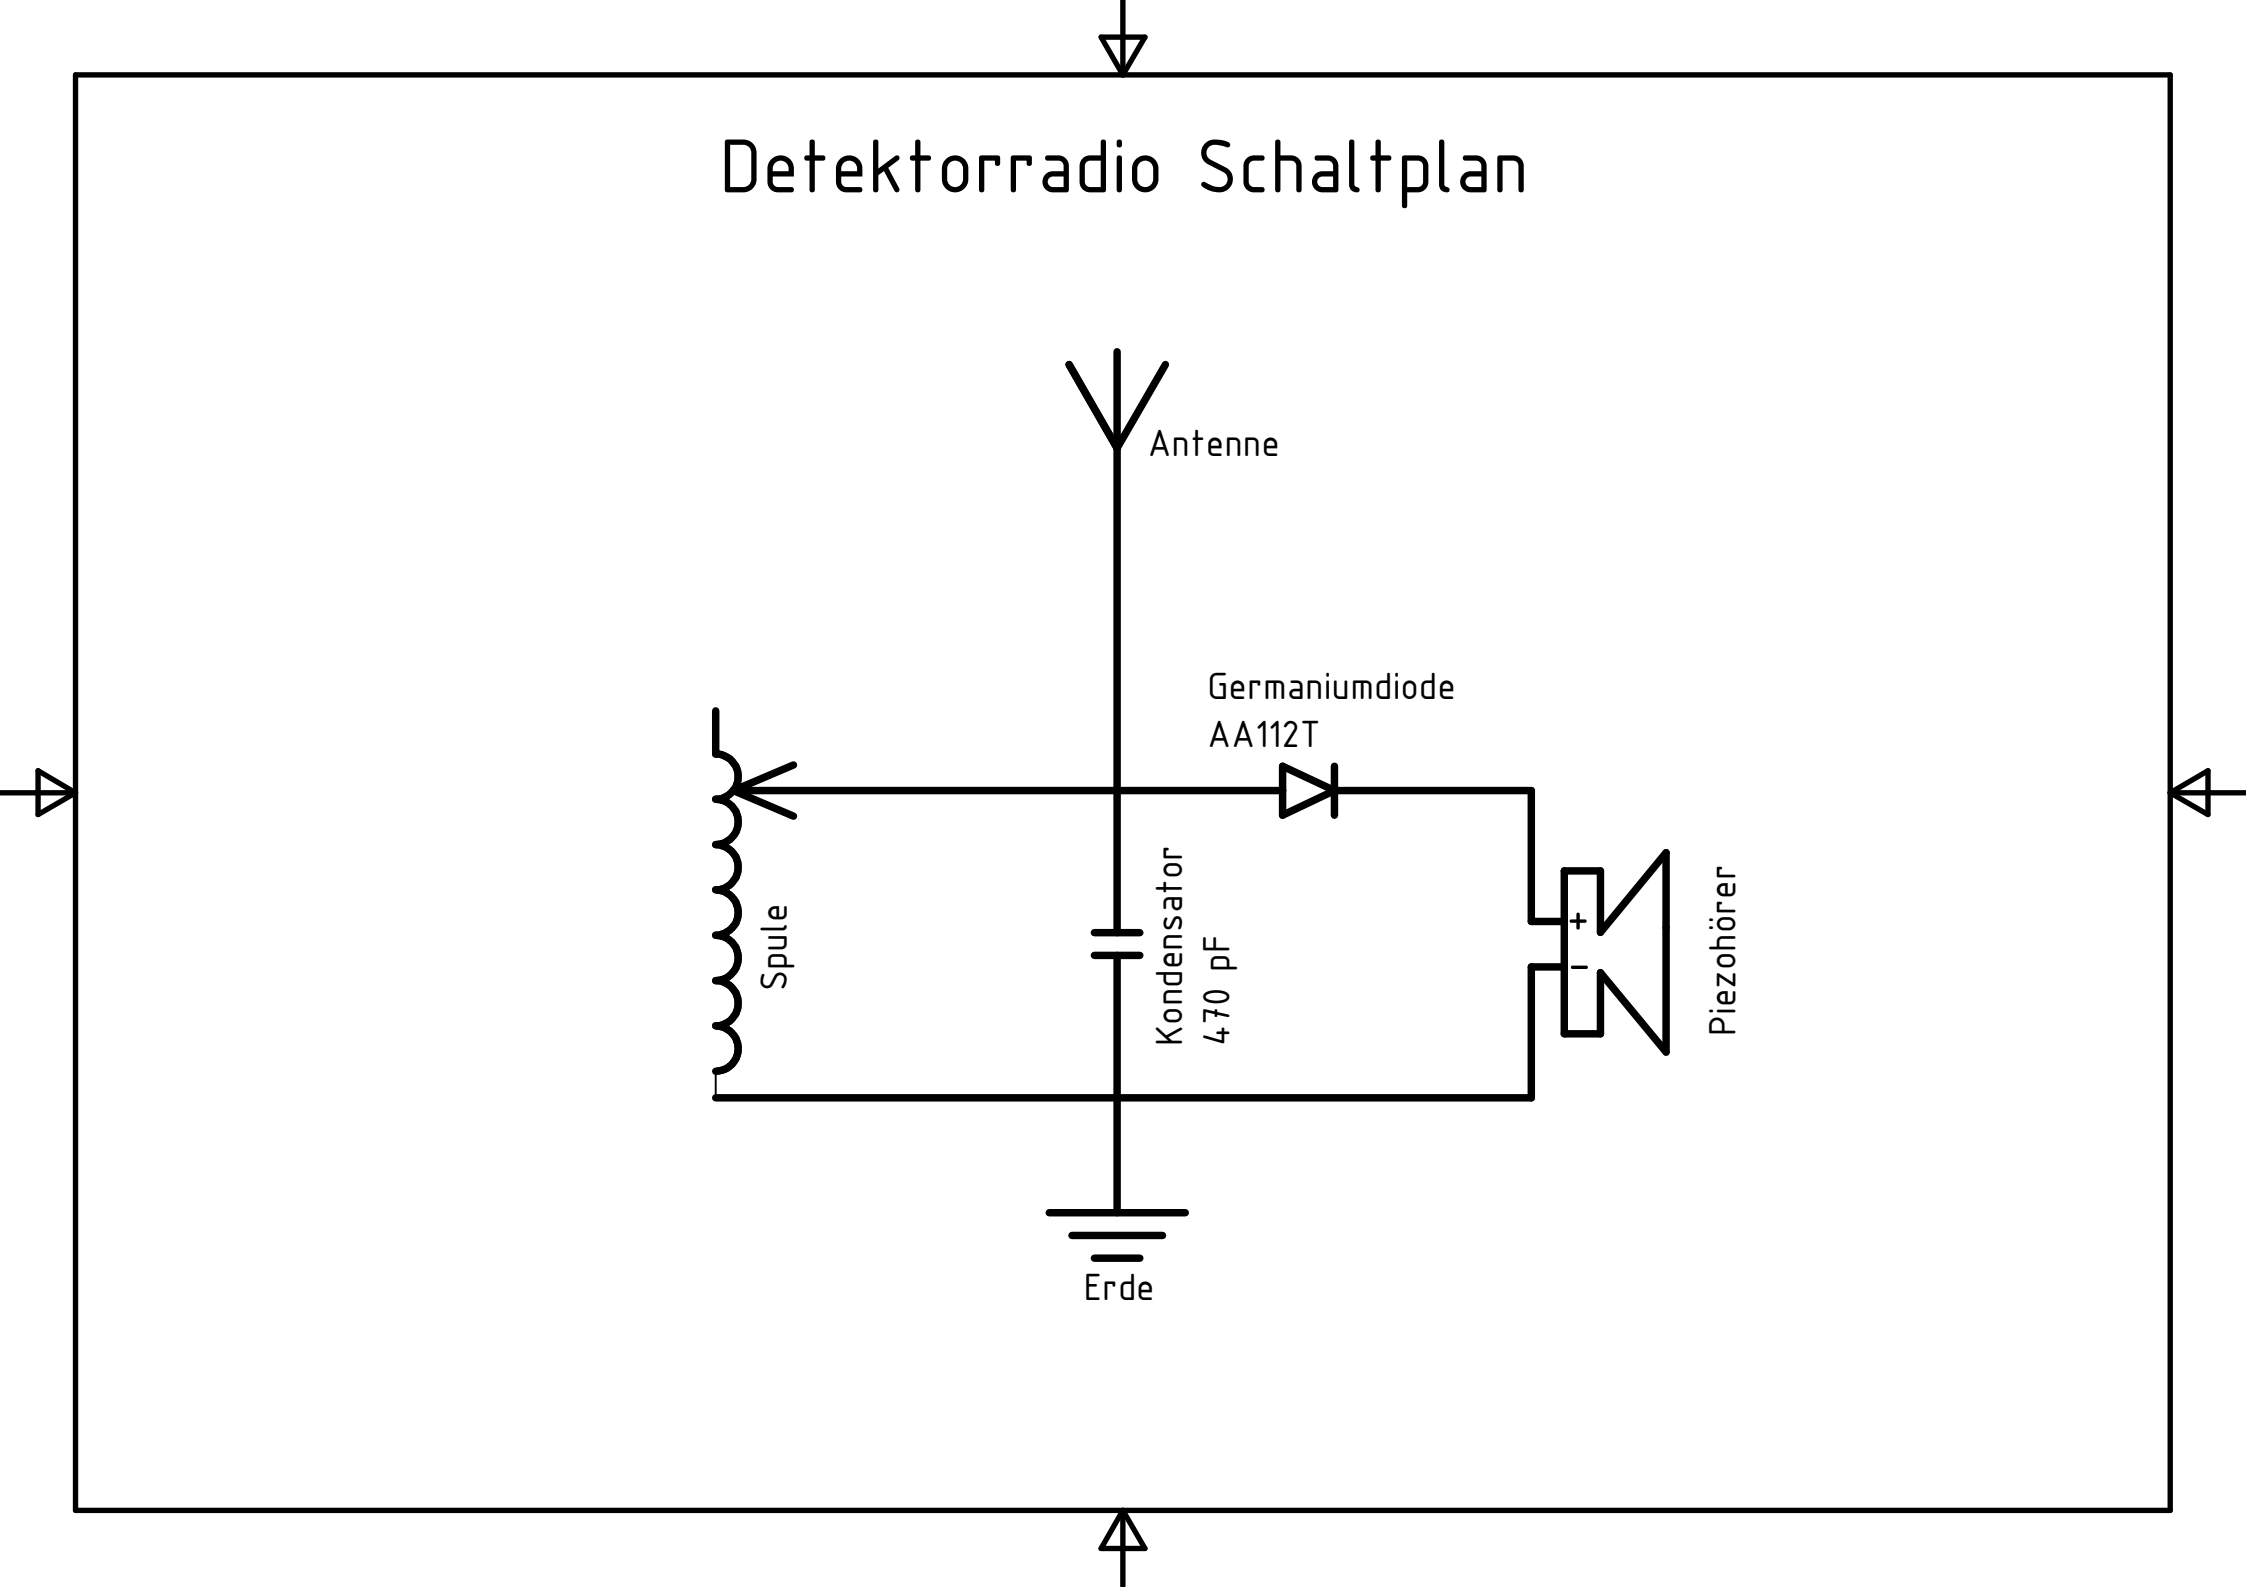 Detektorradio Schaltplan
Antenne
Germaniumdiode
AA112T
Spule
Kondensator
470 pF
+
−
Piezohörer
Erde